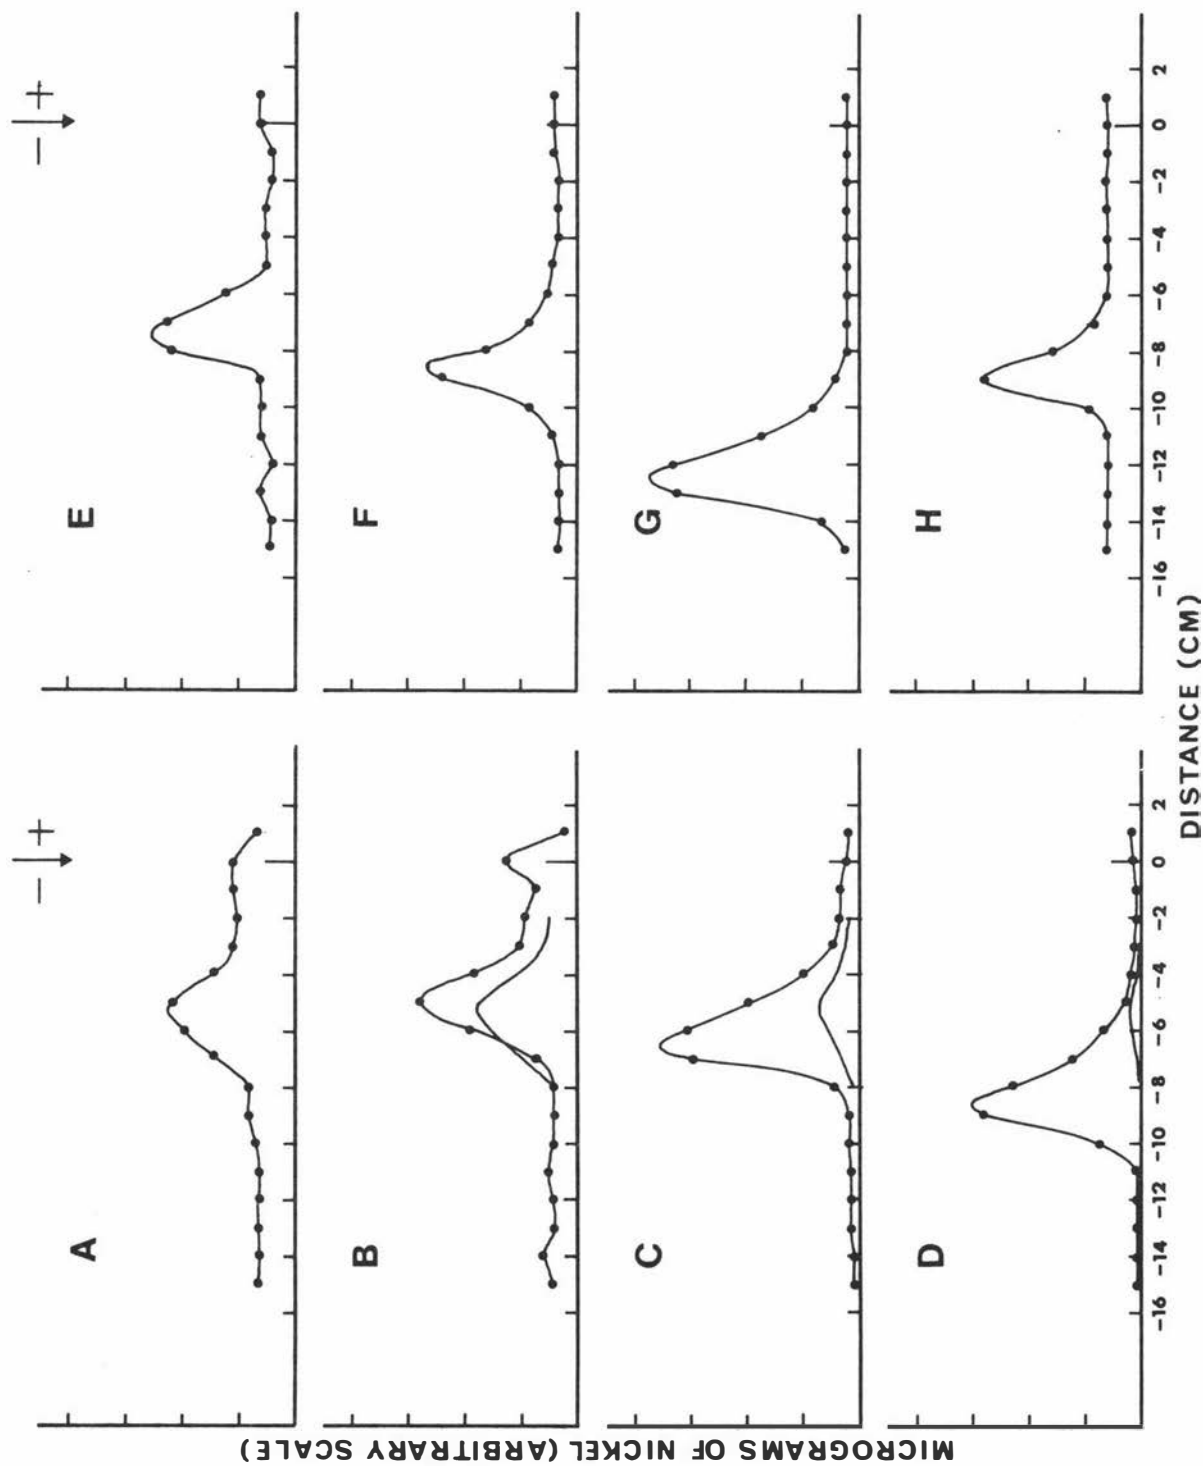 − +
− +
A
E
B
F
C
G
D
H
-16 -14 -12 -10 -8 -6 -4 -2 0 2
-16 -14 -12 -10 -8 -6 -4 -2 0 2
DISTANCE (CM)
MICROGRAMS OF NICKEL (ARBITRARY SCALE)